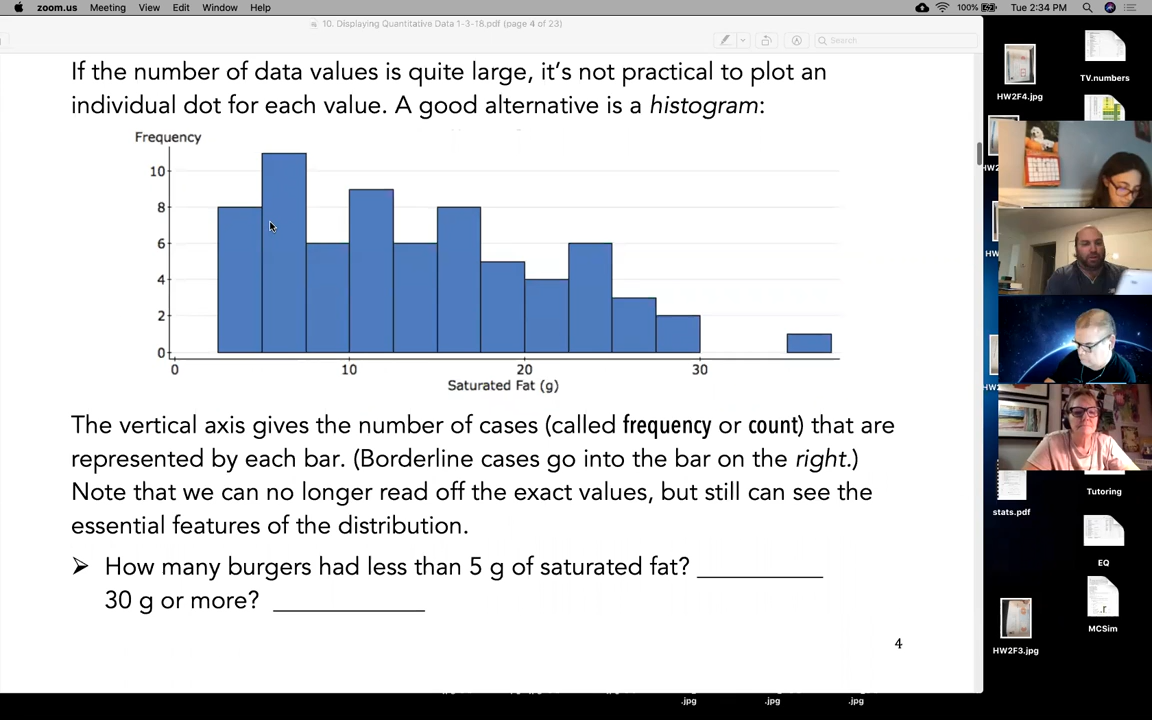 zoom.us Meeting View Edit Window Help
100% Tue 2:34 PM
10. Displaying Quantitative Data 1-3-18.pdf (page 4 of 23)
Search
If the number of data values is quite large, it's not practical to plot an
individual dot for each value. A good alternative is a histogram:
Frequency
10
8
6
4
2
0
0 10 20 30
Saturated Fat (g)
The vertical axis gives the number of cases (called frequency or count) that are
represented by each bar. (Borderline cases go into the bar on the right.)
Note that we can no longer read off the exact values, but still can see the
essential features of the distribution.
➢ How many burgers had less than 5 g of saturated fat? __________
30 g or more? ____________
4
TV.numbers
HW2F4.jpg
HW2
HW
HW2
Tutoring
stats.pdf
EQ
MCSim
HW2F3.jpg
.jpg .jpg .jpg